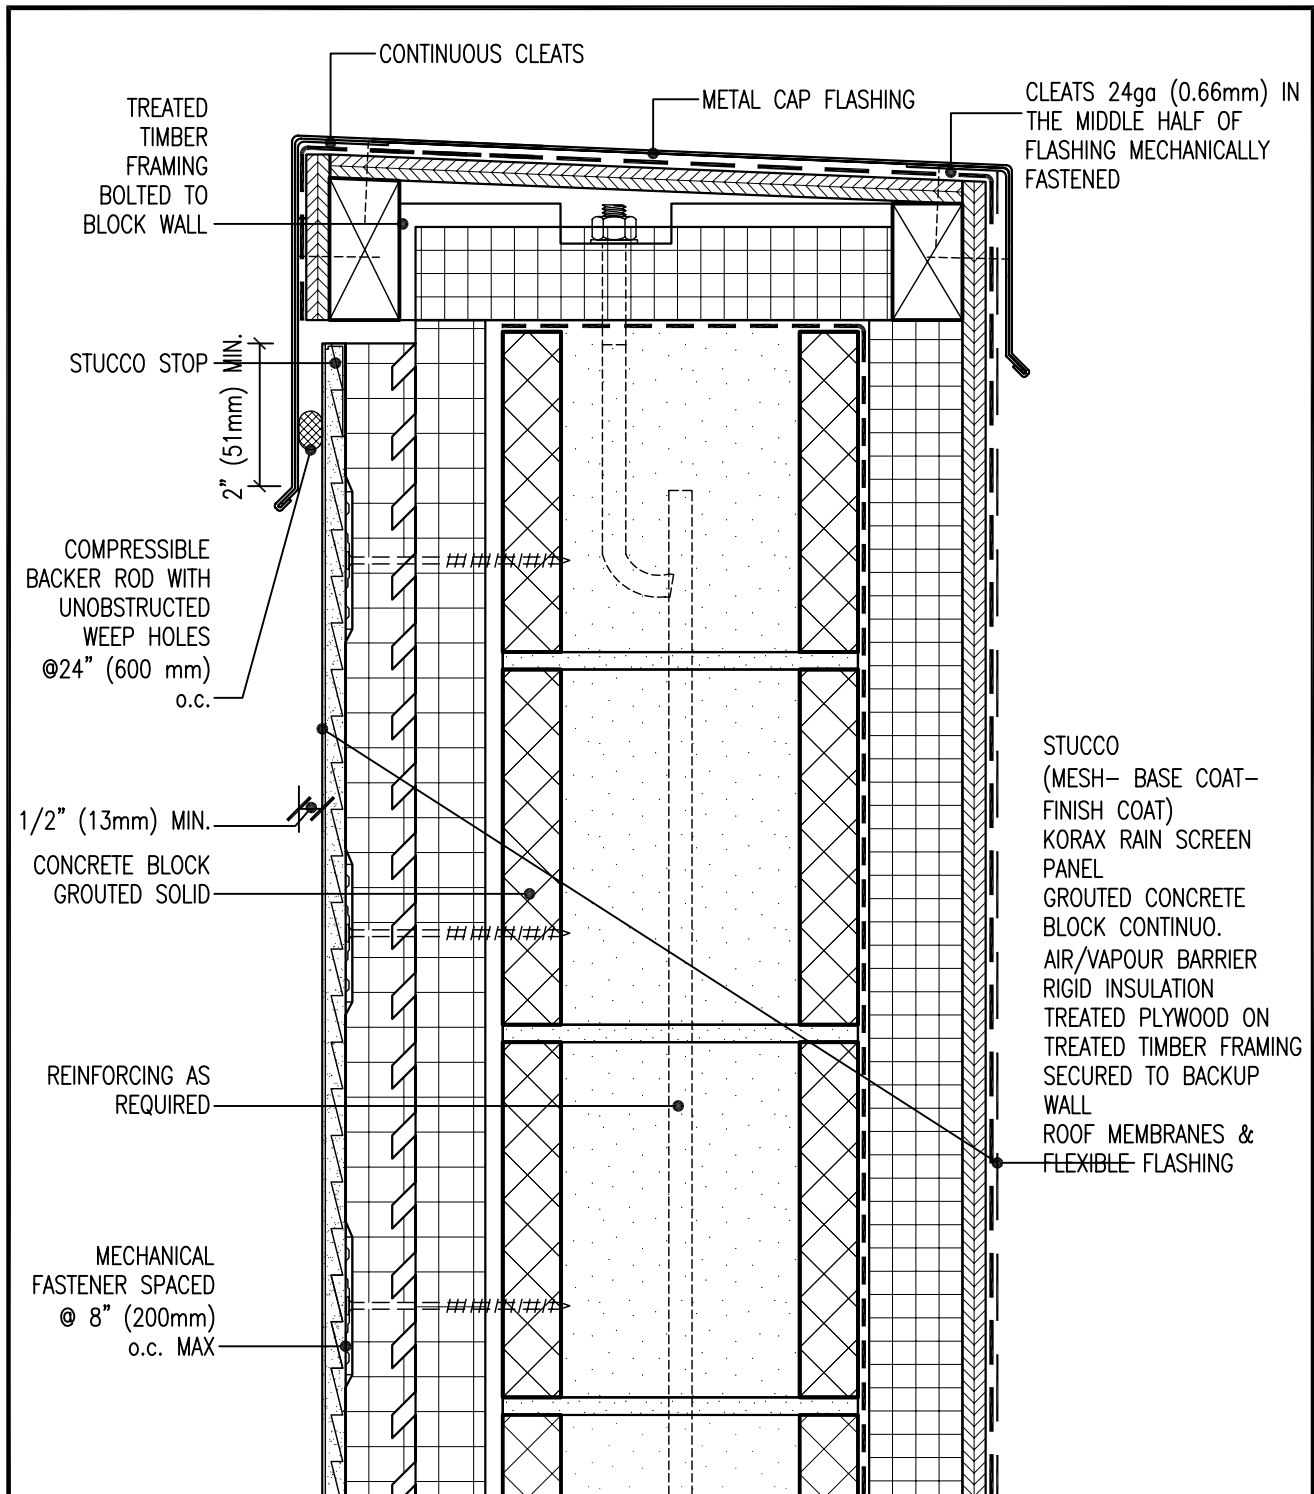 CONTINUOUS CLEATS
METAL CAP FLASHING
CLEATS 24ga (0.66mm) IN
THE MIDDLE HALF OF
FLASHING MECHANICALLY
FASTENED
TREATED
TIMBER
FRAMING
BOLTED TO
BLOCK WALL
STUCCO STOP
2" (51mm) MIN.
COMPRESSIBLE
BACKER ROD WITH
UNOBSTRUCTED
WEEP HOLES
@24" (600 mm)
o.c.
1/2" (13mm) MIN.
CONCRETE BLOCK
GROUTED SOLID
REINFORCING AS
REQUIRED
MECHANICAL
FASTENER SPACED
@ 8" (200mm)
o.c. MAX
STUCCO
(MESH- BASE COAT-
FINISH COAT)
KORAX RAIN SCREEN
PANEL
GROUTED CONCRETE
BLOCK CONTINUO.
AIR/VAPOUR BARRIER
RIGID INSULATION
TREATED PLYWOOD ON
TREATED TIMBER FRAMING
SECURED TO BACKUP
WALL
ROOF MEMBRANES &
FLEXIBLE FLASHING